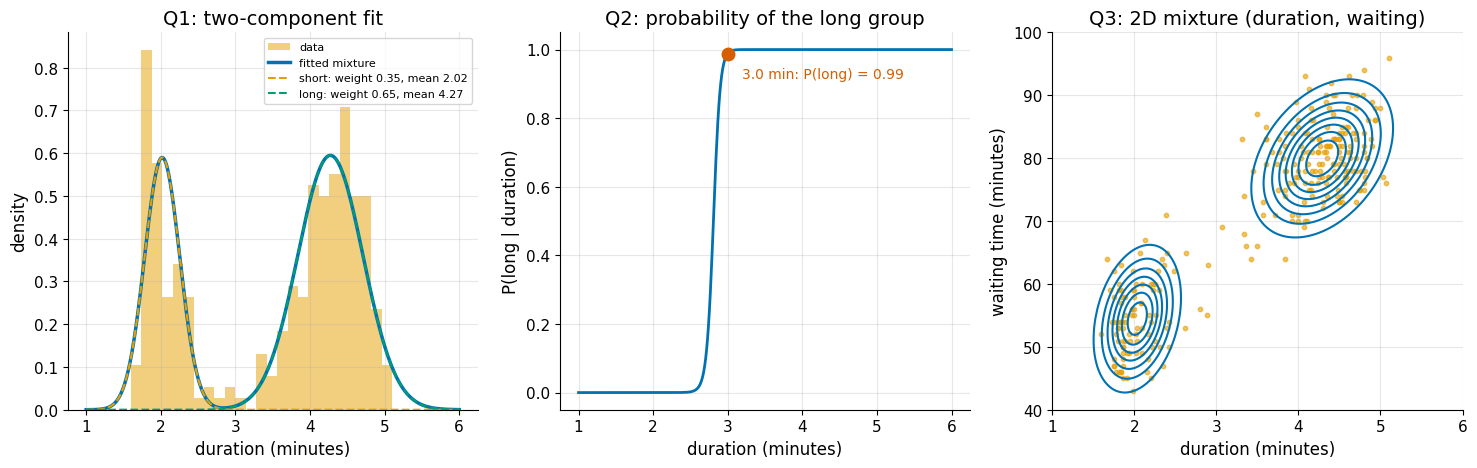 Q1: two-component fit
data
fitted mixture
short: weight 0.35, mean 2.02
long: weight 0.65, mean 4.27
density
0.8
0.7
0.6
0.5
0.4
0.3
0.2
0.1
0.0
1 2 3 4 5 6
duration (minutes)
Q2: probability of the long group
3.0 min: P(long) = 0.99
P(long | duration)
1.0
0.8
0.6
0.4
0.2
0.0
1 2 3 4 5 6
duration (minutes)
Q3: 2D mixture (duration, waiting)
waiting time (minutes)
100
90
80
70
60
50
40
1 2 3 4 5 6
duration (minutes)